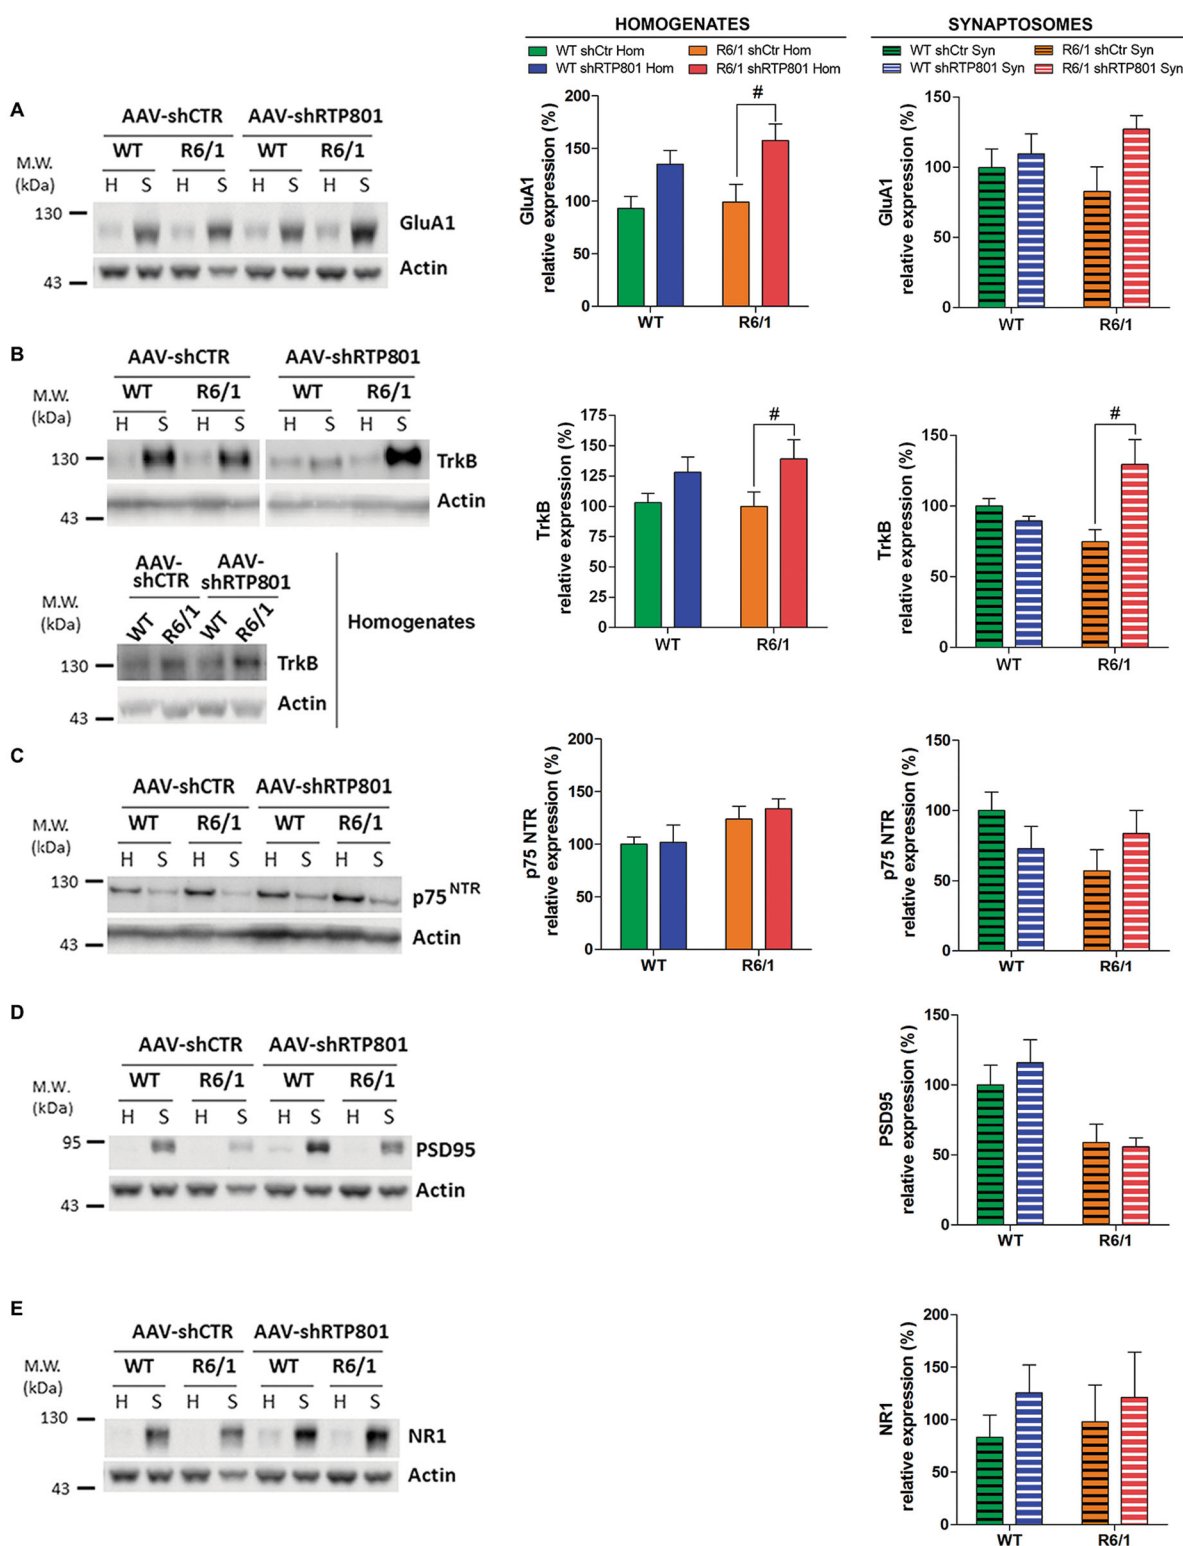 HOMOGENATES
SYNAPTOSOMES
WT shCtr Hom
R6/1 shCtr Hom
WT shRTP801 Hom
R6/1 shRTP801 Hom
WT shCtr Syn
R6/1 shCtr Syn
WT shRTP801 Syn
R6/1 shRTP801 Syn
A
AAV-shCTR AAV-shRTP801
WT R6/1 WT R6/1
M.W.
(kDa)
H S H S H S H S
130
GluA1
Actin
43
GluA1
relative expression (%)
200
150
100
50
0
#
WT R6/1
GluA1
relative expression (%)
150
100
50
0
WT R6/1
B
AAV-shCTR AAV-shRTP801
WT R6/1 WT R6/1
M.W.
(kDa)
H S H S H S H S
130
TrkB
Actin
43
AAV-
shCTR
AAV-
shRTP801
M.W.
(kDa)
WT R6/1 WT R6/1
Homogenates
130
TrkB
Actin
43
TrkB
relative expression (%)
175
150
125
100
75
50
25
0
#
WT R6/1
TrkB
relative expression (%)
150
100
50
0
#
WT R6/1
C
AAV-shCTR AAV-shRTP801
WT R6/1 WT R6/1
M.W.
(kDa)
H S H S H S H S
130
p75NTR
Actin
43
p75 NTR
relative expression (%)
200
150
100
50
0
WT R6/1
p75 NTR
relative expression (%)
150
100
50
0
WT R6/1
D
AAV-shCTR AAV-shRTP801
WT R6/1 WT R6/1
M.W.
(kDa)
H S H S H S H S
95
PSD95
Actin
43
PSD95
relative expression (%)
150
100
50
0
WT R6/1
E
AAV-shCTR AAV-shRTP801
WT R6/1 WT R6/1
M.W.
(kDa)
H S H S H S H S
130
NR1
Actin
43
NR1
relative expression (%)
200
150
100
50
0
WT R6/1